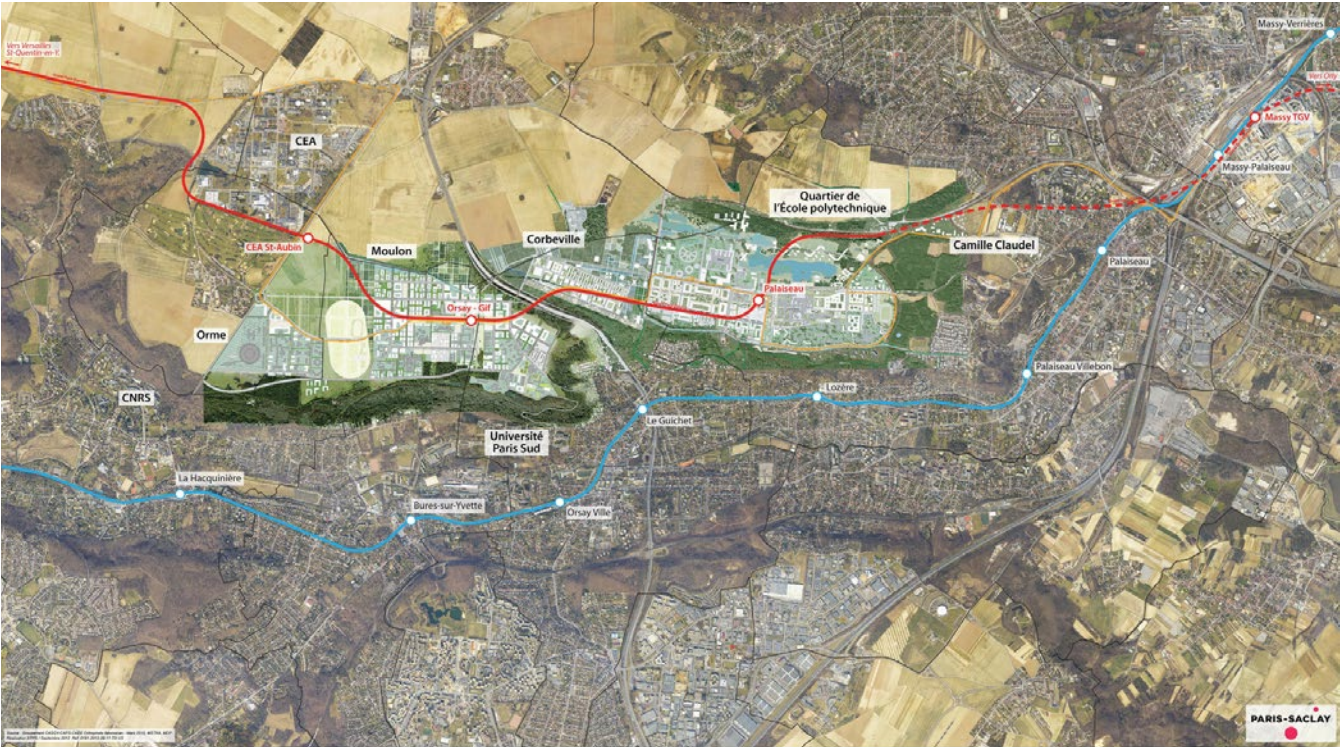 Massy-Verrières
Vers Versailles
St-Quentin-en-Y.
Vers Orly
Massy TGV
CEA
Massy-Palaiseau
Quartier de
l'École polytechnique
CEA St-Aubin
Moulon
Corbeville
Camille Claudel
Palaiseau
Palaiseau
Orsay - Gif
Orme
Palaiseau Villebon
CNRS
Lozère
Le Guichet
Université
Paris Sud
La Hacquinière
Bures-sur-Yvette
Orsay Ville
PARIS-SACLAY